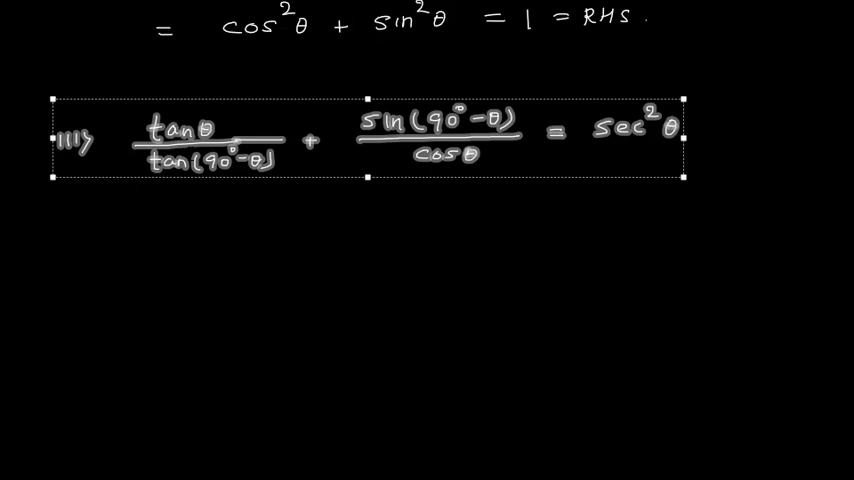 = cos²θ + sin²θ = 1 = RHS.
iii) tanθ/tan(90°-θ) + sin(90°-θ)/cosθ = sec²θ